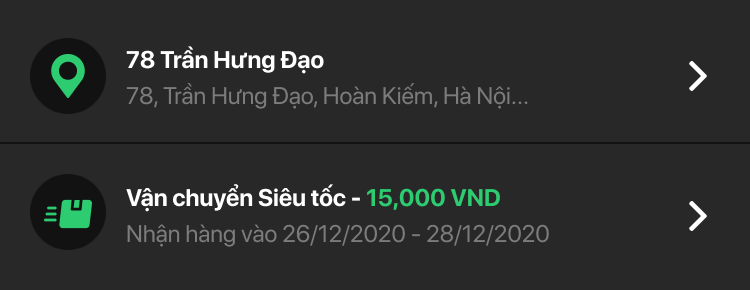 78 Trần Hưng Đạo
78, Trần Hưng Đạo, Hoàn Kiếm, Hà Nội...
Vận chuyển Siêu tốc - 15,000 VND
Nhận hàng vào 26/12/2020 - 28/12/2020